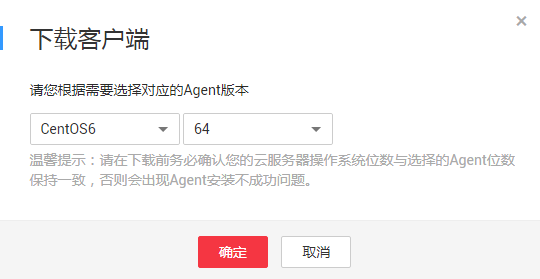 下载客户端
请您根据需要选择对应的Agent版本
CentOS6 64
温馨提示：请在下载前务必确认您的云服务器操作系统位数与选择的Agent位数
保持一致，否则会出现Agent安装不成功问题。
确定 取消